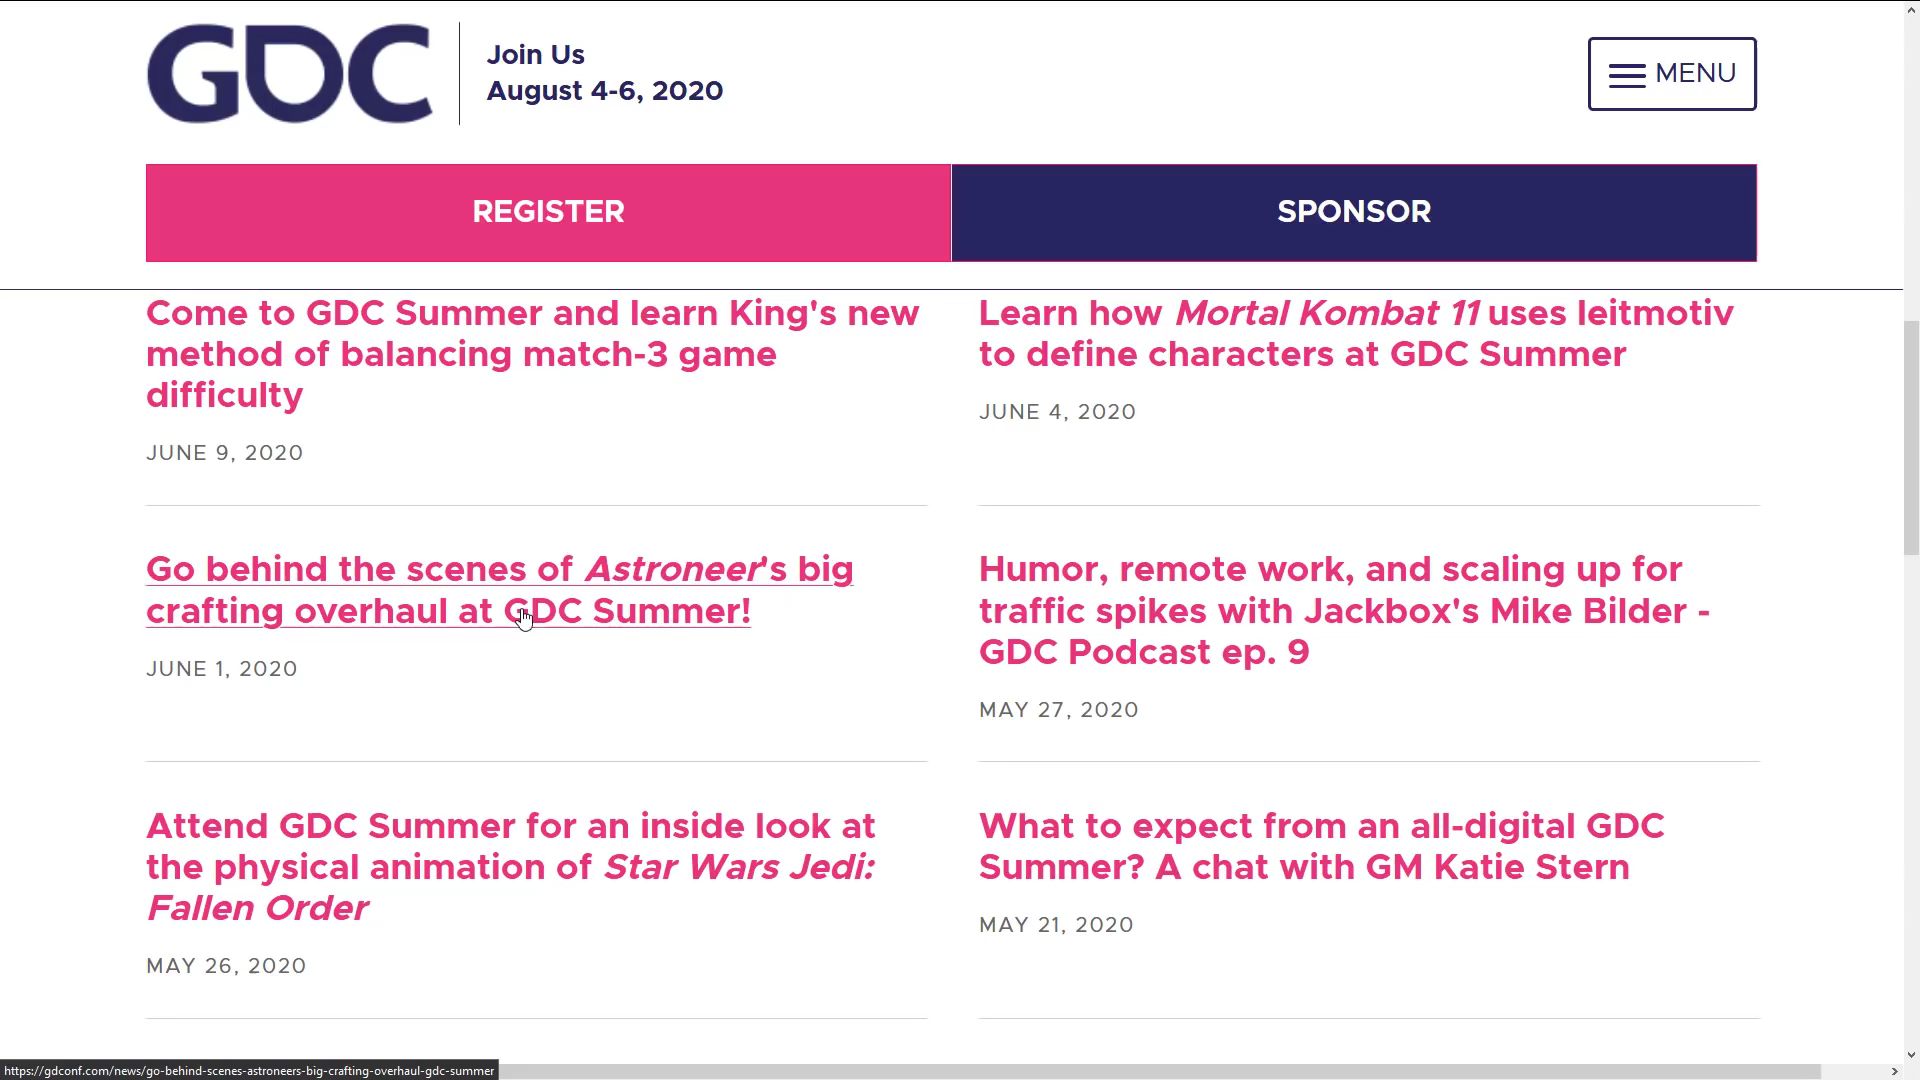 GDC
Join Us
August 4-6, 2020
MENU
REGISTER
SPONSOR
Come to GDC Summer and learn King's new
method of balancing match-3 game
difficulty
JUNE 9, 2020
Learn how Mortal Kombat 11 uses leitmotiv
to define characters at GDC Summer
JUNE 4, 2020
Go behind the scenes of Astroneer's big
crafting overhaul at GDC Summer!
JUNE 1, 2020
Humor, remote work, and scaling up for
traffic spikes with Jackbox's Mike Bilder -
GDC Podcast ep. 9
MAY 27, 2020
Attend GDC Summer for an inside look at
the physical animation of Star Wars Jedi:
Fallen Order
MAY 26, 2020
What to expect from an all-digital GDC
Summer? A chat with GM Katie Stern
MAY 21, 2020
https://gdconf.com/news/go-behind-scenes-astroneers-big-crafting-overhaul-gdc-summer